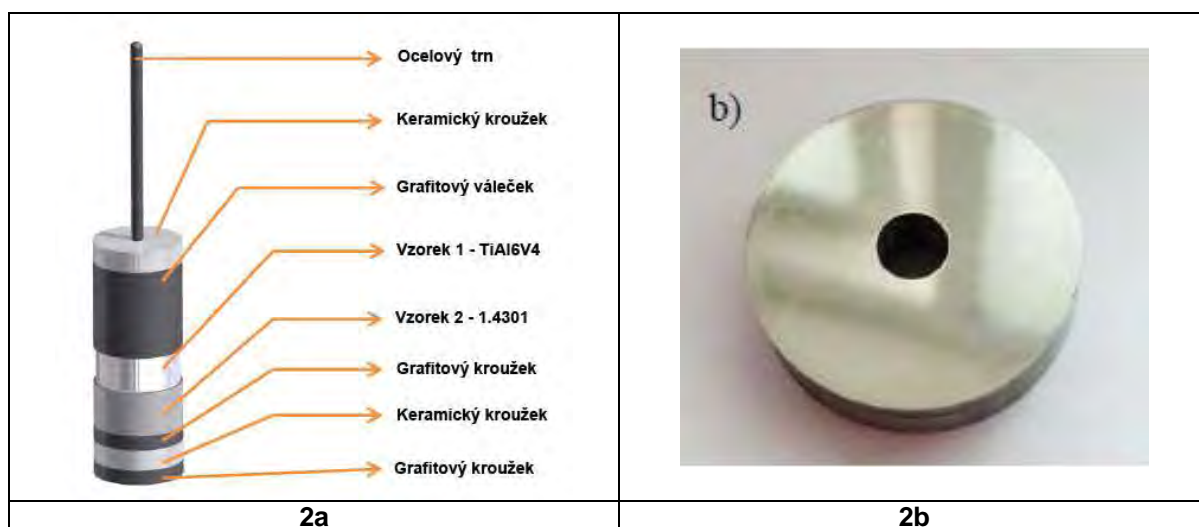 Ocelový trn
Keramický kroužek
Grafitový váleček
Vzorek 1 - TiAl6V4
Vzorek 2 - 1.4301
Grafitový kroužek
Keramický kroužek
Grafitový kroužek
2a
b)
2b